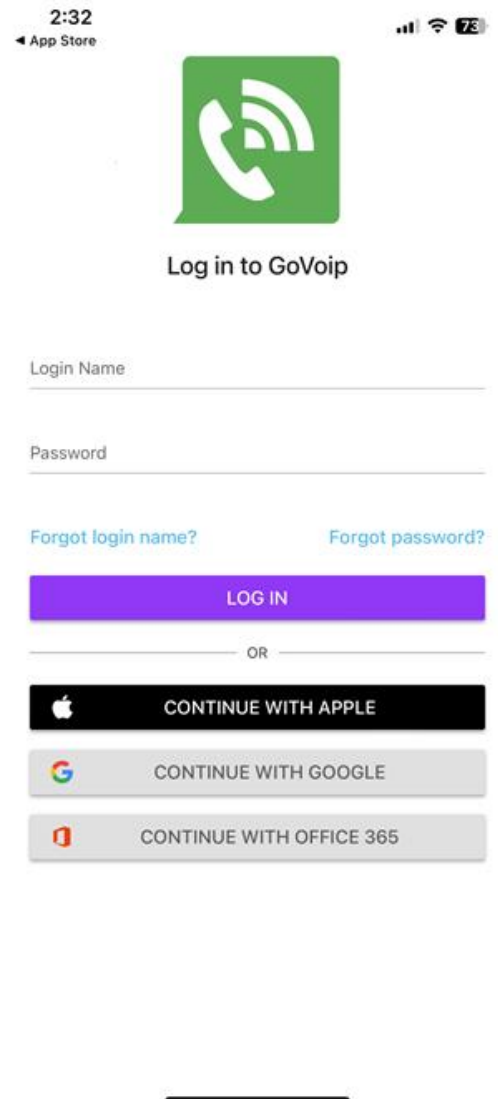 2:32
◀ App Store
73
Log in to GoVoip
Login Name
Password
Forgot login name? Forgot password?
LOG IN
OR
CONTINUE WITH APPLE
CONTINUE WITH GOOGLE
CONTINUE WITH OFFICE 365